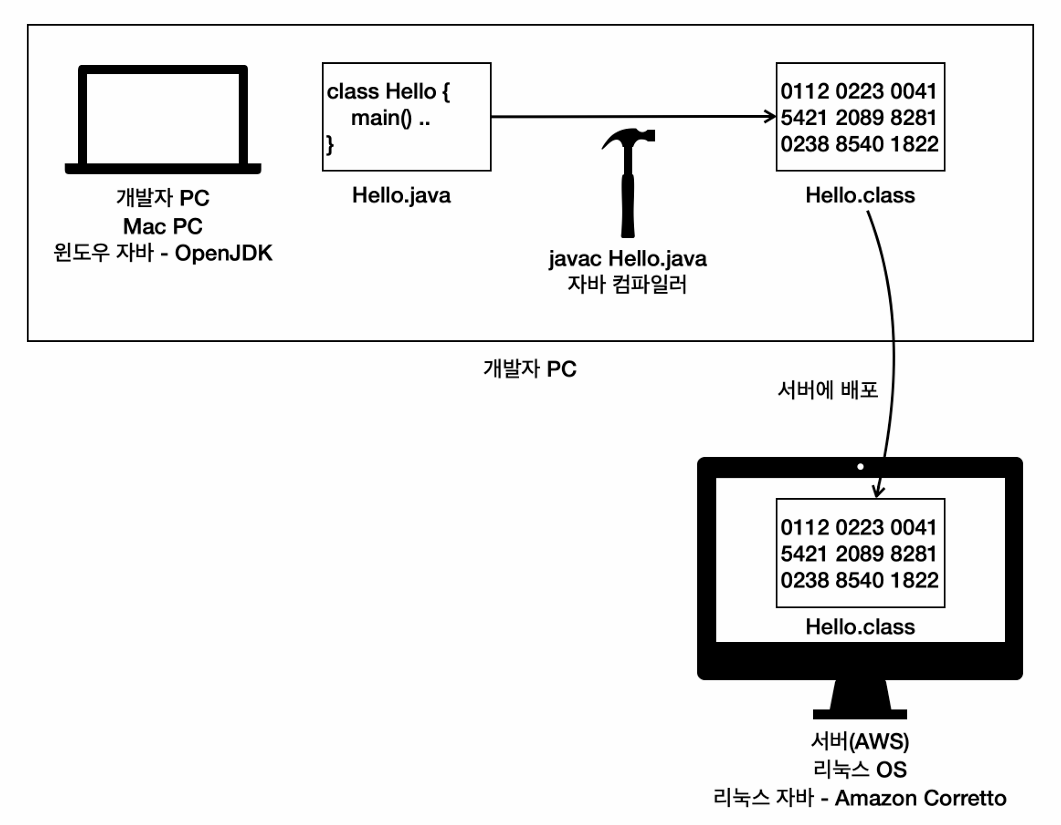 개발자 PC
Mac PC
윈도우 자바 - OpenJDK
class Hello {
main() ..
}
Hello.java
javac Hello.java
자바 컴파일러
0112 0223 0041
5421 2089 8281
0238 8540 1822
Hello.class
개발자 PC
서버에 배포
0112 0223 0041
5421 2089 8281
0238 8540 1822
Hello.class
서버(AWS)
리눅스 OS
리눅스 자바 - Amazon Corretto